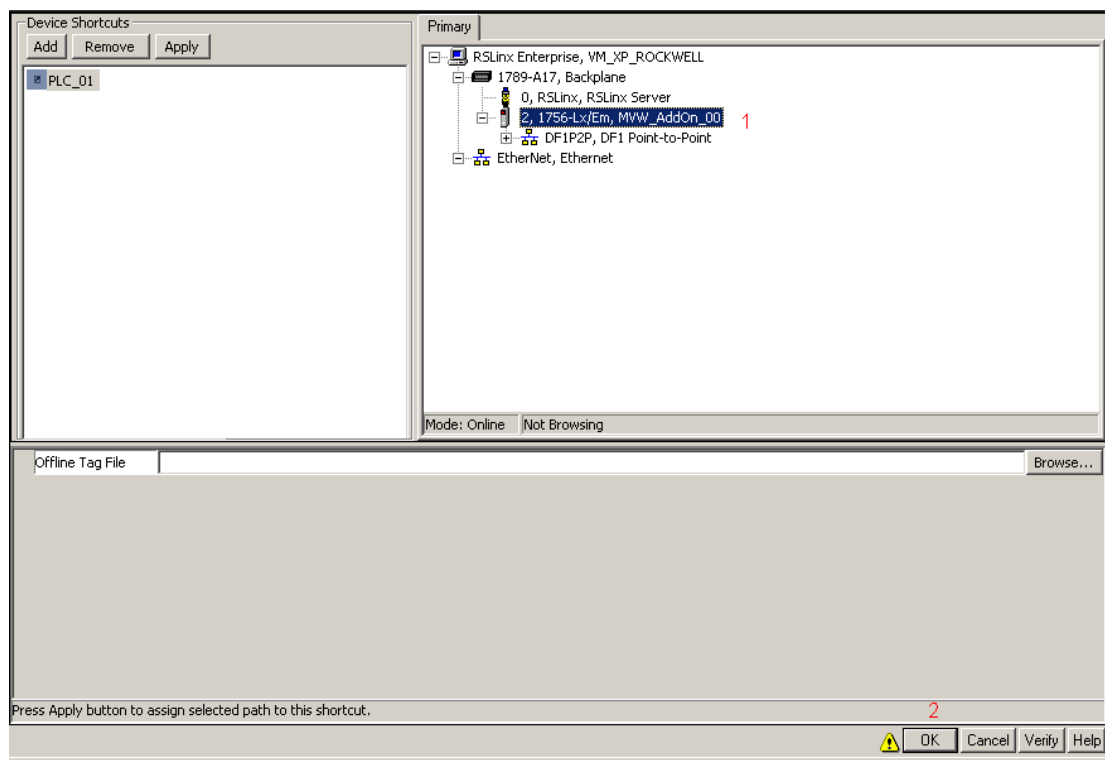 Device Shortcuts
Add Remove Apply
PLC_01
Primary
RSLinx Enterprise, VM_XP_ROCKWELL
1789-A17, Backplane
0, RSLinx, RSLinx Server
2, 1756-Lx/Em, MVW_AddOn_00 1
DF1P2P, DF1 Point-to-Point
EtherNet, Ethernet
Mode: Online Not Browsing
Offline Tag File Browse...
Press Apply button to assign selected path to this shortcut.
2
OK Cancel Verify Help